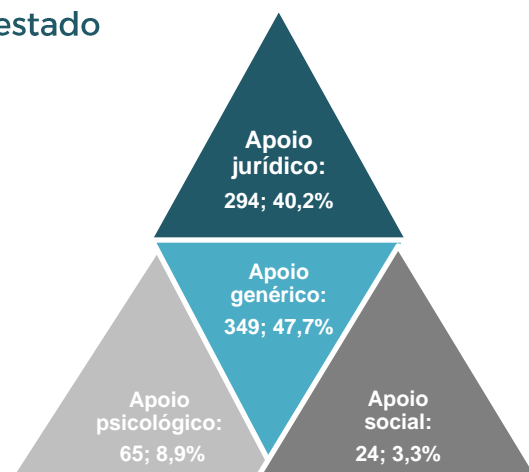 estado
Apoio
jurídico:
294; 40,2%
Apoio
genérico:
349; 47,7%
Apoio
psicológico:
65; 8,9%
Apoio
social:
24; 3,3%